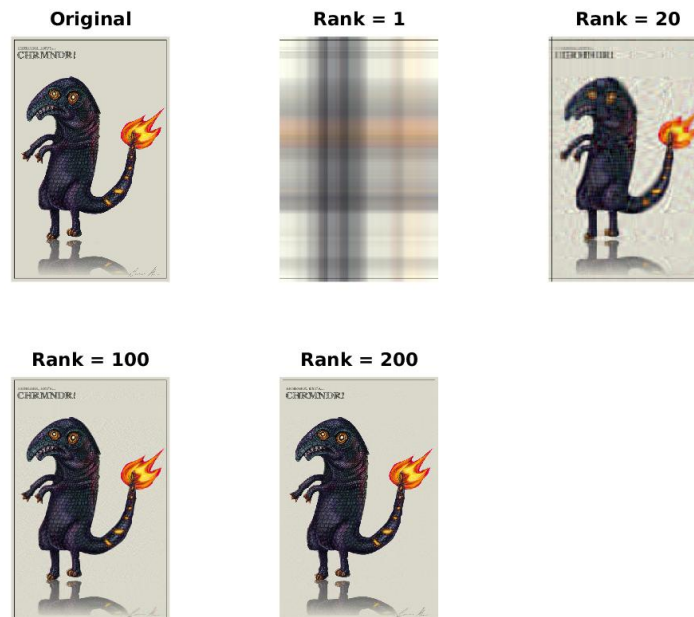 Original
Rank = 1
Rank = 20
CHRMNDR!
Rank = 100
Rank = 200
CHRMNDR!
CHRMNDR!